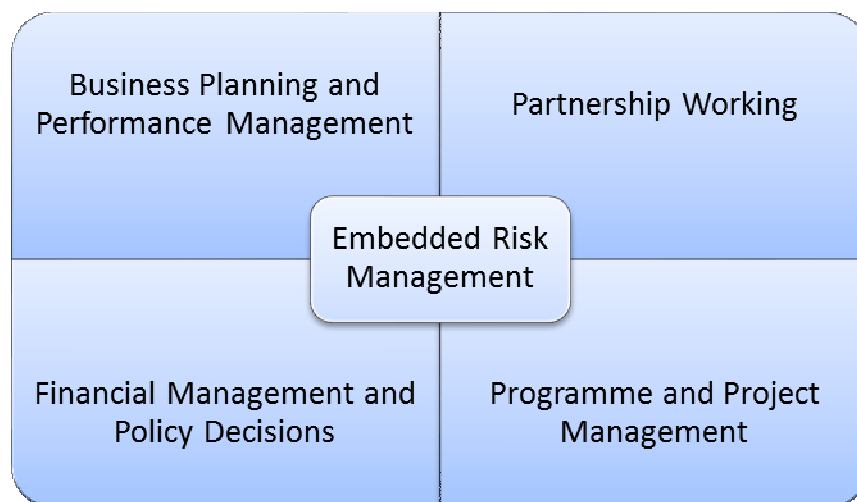 Business Planning and
Performance Management
Partnership Working
Embedded Risk
Management
Financial Management and
Policy Decisions
Programme and Project
Management